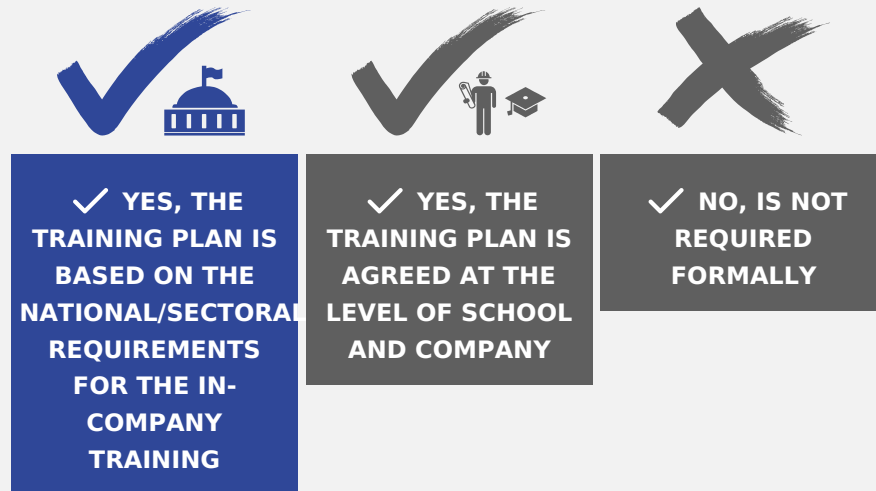 YES, THE
TRAINING PLAN IS
BASED ON THE
NATIONAL/SECTORAL
REQUIREMENTS
FOR THE IN-
COMPANY
TRAINING
YES, THE
TRAINING PLAN IS
AGREED AT THE
LEVEL OF SCHOOL
AND COMPANY
NO, IS NOT
REQUIRED
FORMALLY